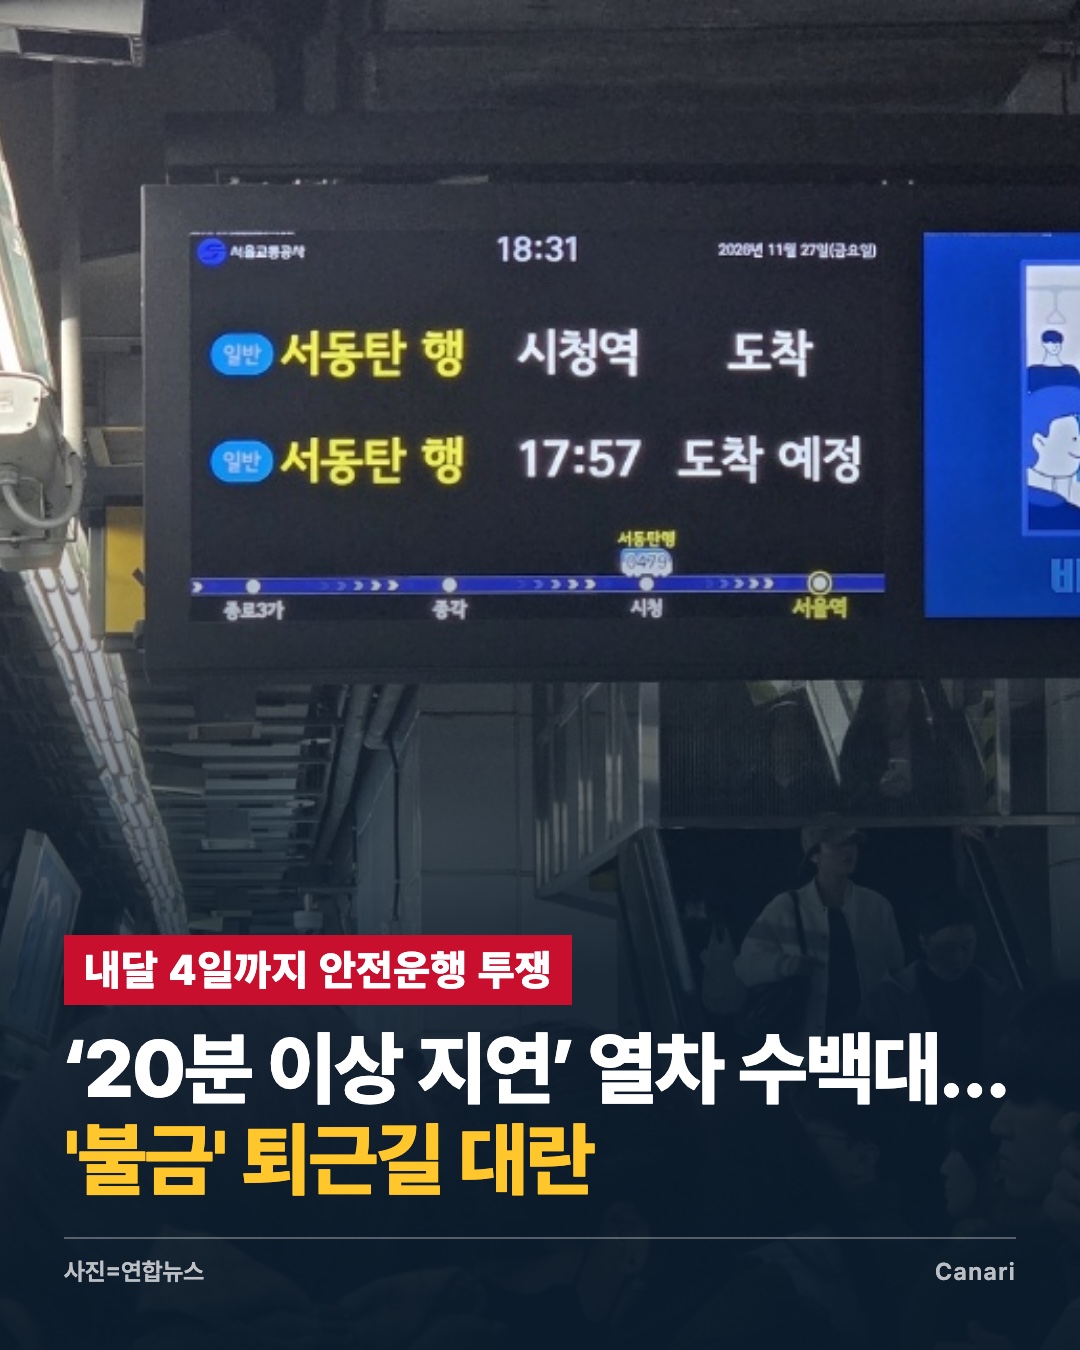 서울교통공사
18:31
2026년 11월 27일(금요일)
일반 서동탄 행 시청역 도착
일반 서동탄 행 17:57 도착 예정
서동탄행
0479
종로3가 종각 시청 서울역
내달 4일까지 안전운행 투쟁
‘20분 이상 지연’ 열차 수백대...
'불금' 퇴근길 대란
사진=연합뉴스
Canari